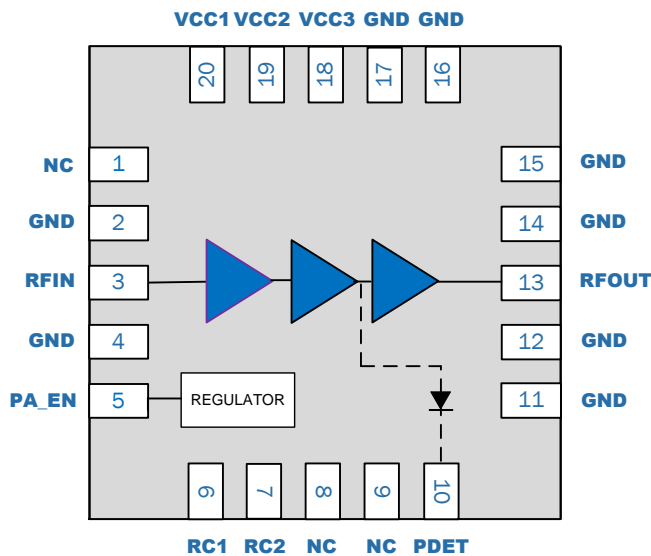 VCC1 VCC2 VCC3 GND GND
20 19 18 17 16
NC 1 15 GND
GND 2 14 GND
RFIN 3 13 RFOUT
GND 4 12 GND
PA_EN 5 REGULATOR 11 GND
6 7 8 9 10
RC1 RC2 NC NC PDET